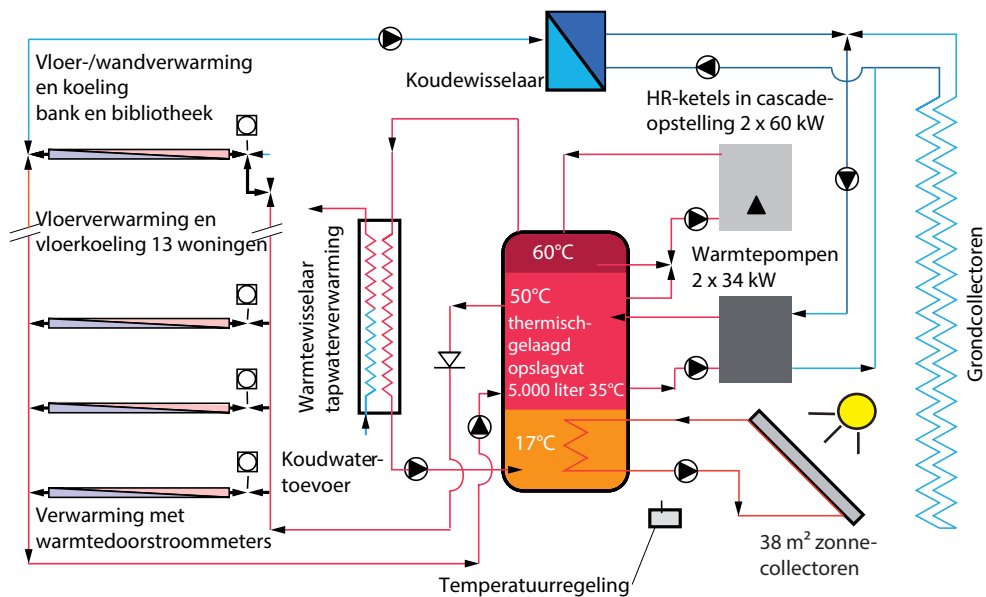 Vloer-/wandverwarming
en koeling
bank en bibliotheek
Koudewisselaar
HR-ketels in cascade-
opstelling 2 x 60 kW
Vloerverwarming en
vloerkoeling 13 woningen
Warmtewisselaar
tapwaterverwarming
60°C
50°C
thermisch-
gelaagd
opslagvat
5.000 liter 35°C
17°C
Warmtepompen
2 x 34 kW
Grondcollectoren
Koudwater-
toevoer
Verwarming met
warmtedoorstroommeters
Temperatuurregeling
38 m² zonne-
collectoren